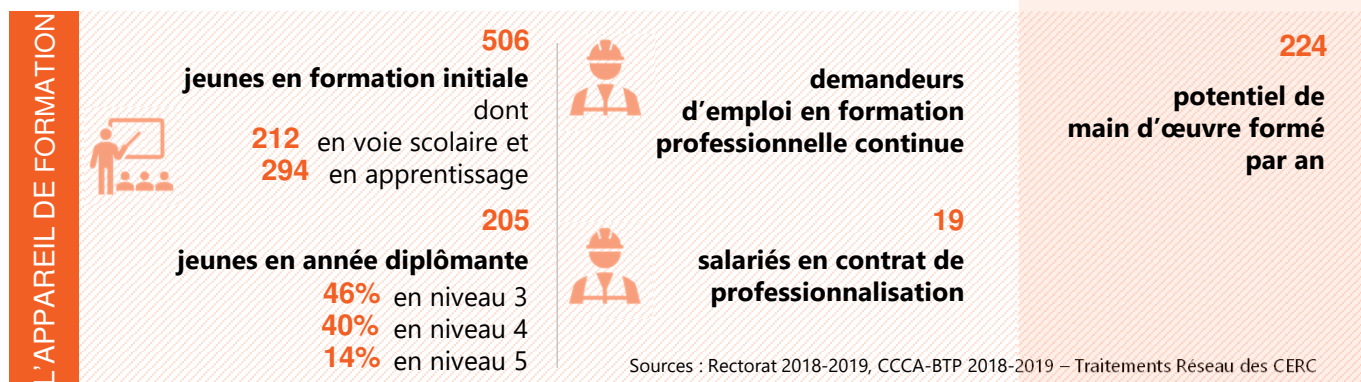 L'APPAREIL DE FORMATION
506
jeunes en formation initiale
dont
212 en voie scolaire et
294 en apprentissage
205
jeunes en année diplômante
46% en niveau 3
40% en niveau 4
14% en niveau 5
demandeurs
d'emploi en formation
professionnelle continue
19
salariés en contrat de
professionnalisation
224
potentiel de
main d'œuvre formé
par an
Sources : Rectorat 2018-2019, CCCA-BTP 2018-2019 – Traitements Réseau des CERC